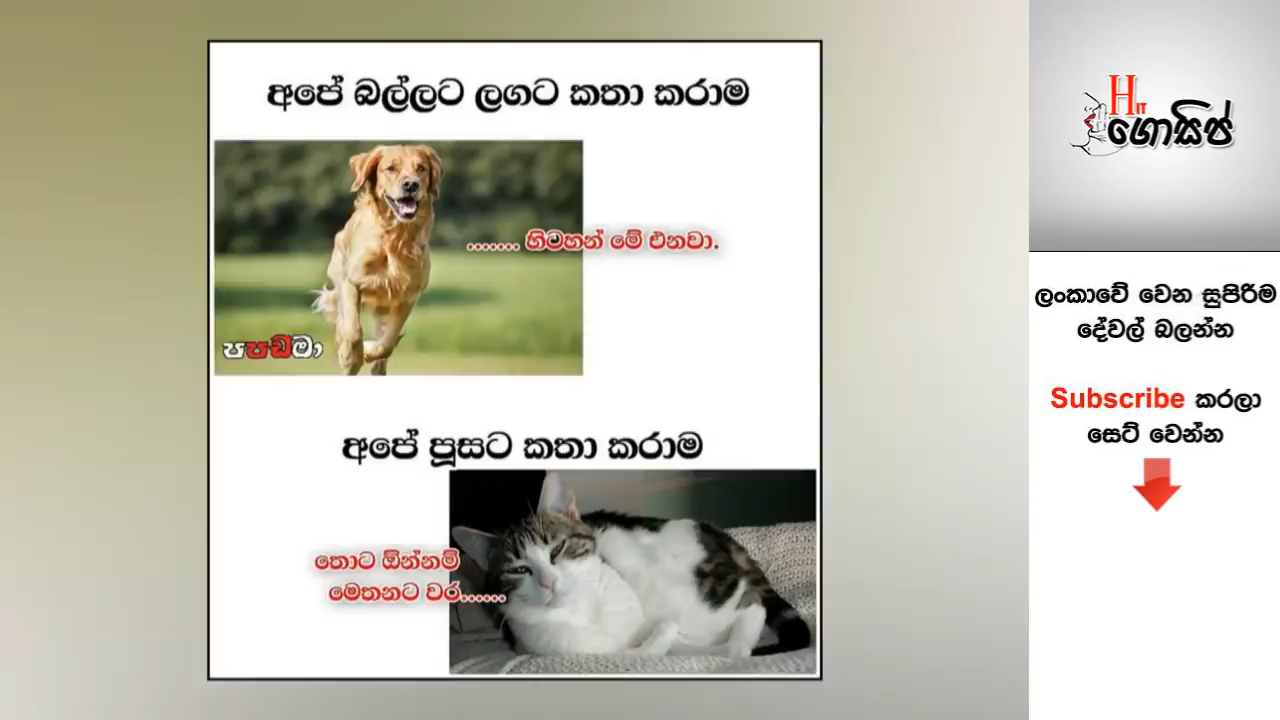 අපේ බල්ලට ලගට කතා කරාම
....... හිටහන් මේ එනවා.
පපඩමා
අපේ පූසට කතා කරාම
තොට ඕන්නම්
මෙතනට වර......
HIT
ගොසිප්
ලංකාවේ වෙන සුපිරිම
දේවල් බලන්න
Subscribe කරලා
සෙට් වෙන්න